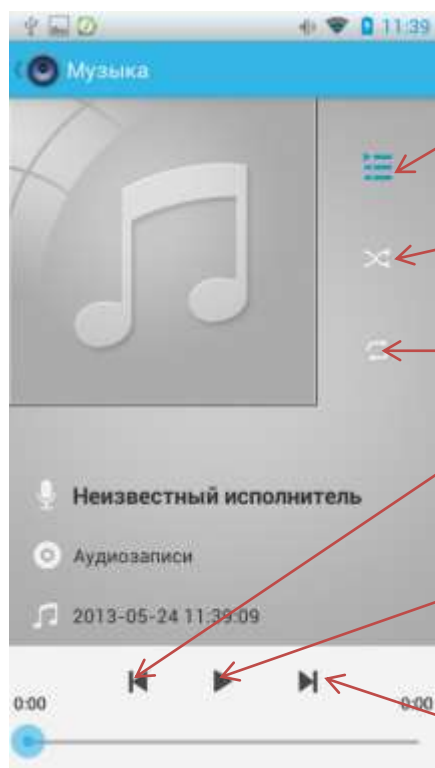 11:39
Музыка
Неизвестный исполнитель
Аудиозаписи
2013-05-24 11:39:09
0:00 0:00